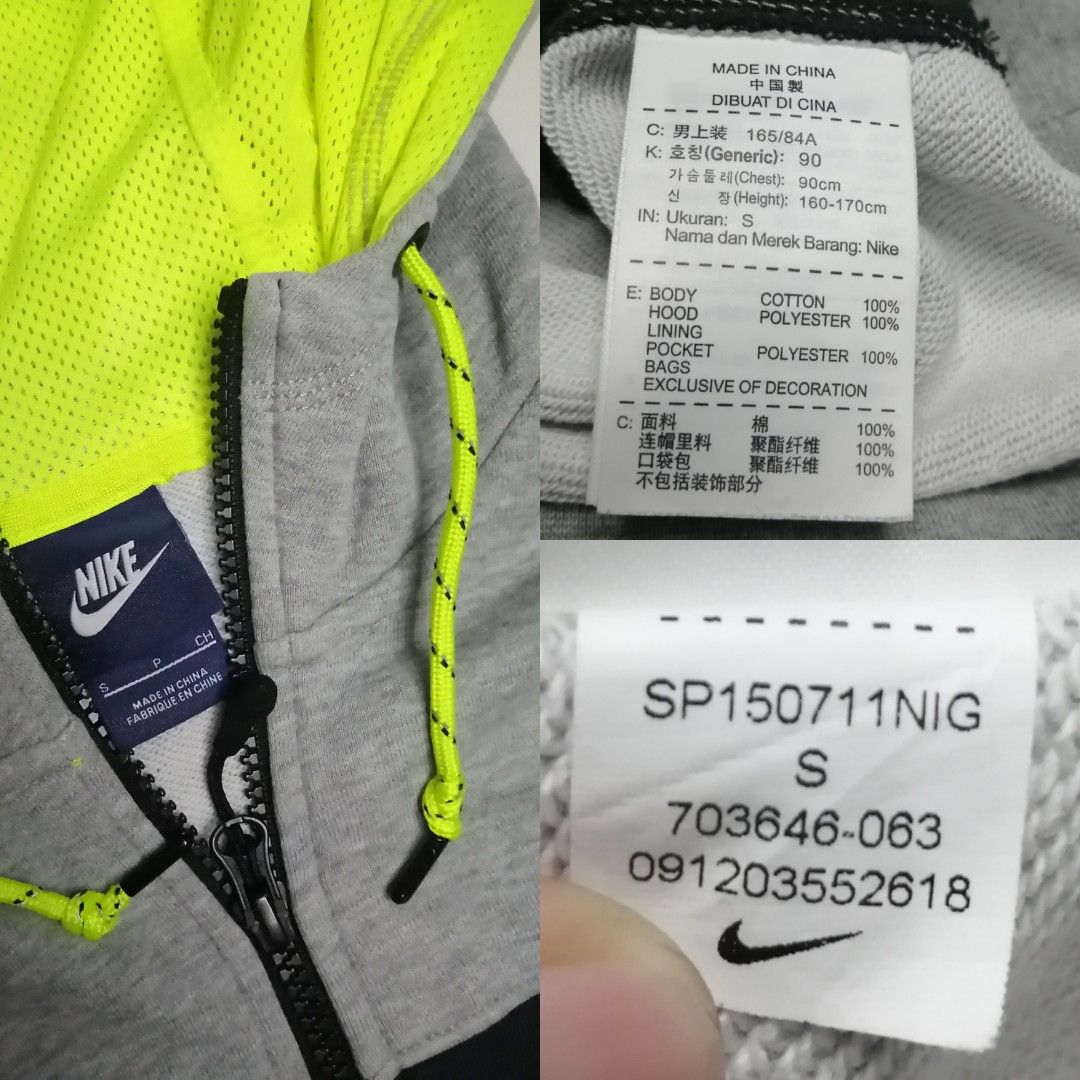 NIKE
S P CH
MADE IN CHINA
FABRIQUE EN CHINE
MADE IN CHINA
中国製
DIBUAT DI CINA
C: 男上装 165/84A
K: 호칭(Generic): 90
가슴둘레(Chest): 90cm
신 장(Height): 160-170cm
IN: Ukuran: S
Nama dan Merek Barang: Nike
E: BODY COTTON 100%
HOOD POLYESTER 100%
LINING
POCKET POLYESTER 100%
BAGS
EXCLUSIVE OF DECORATION
C: 面料 棉 100%
连帽里料 聚酯纤维 100%
口袋包 聚酯纤维 100%
不包括装饰部分
SP150711NIG
S
703646-063
091203552618